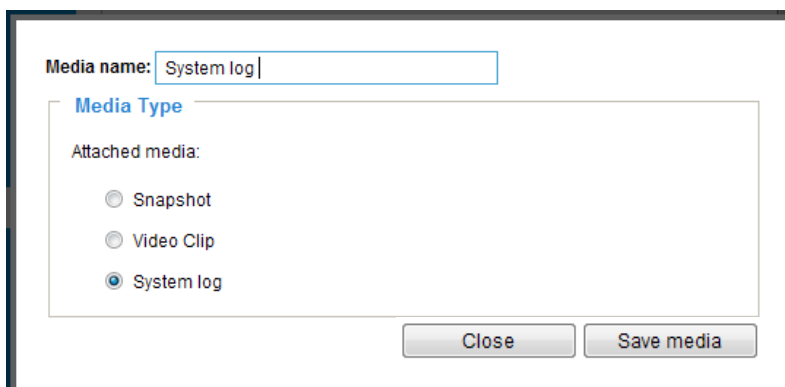 Media name: System log
Media Type
Attached media:
Snapshot
Video Clip
System log
Close Save media